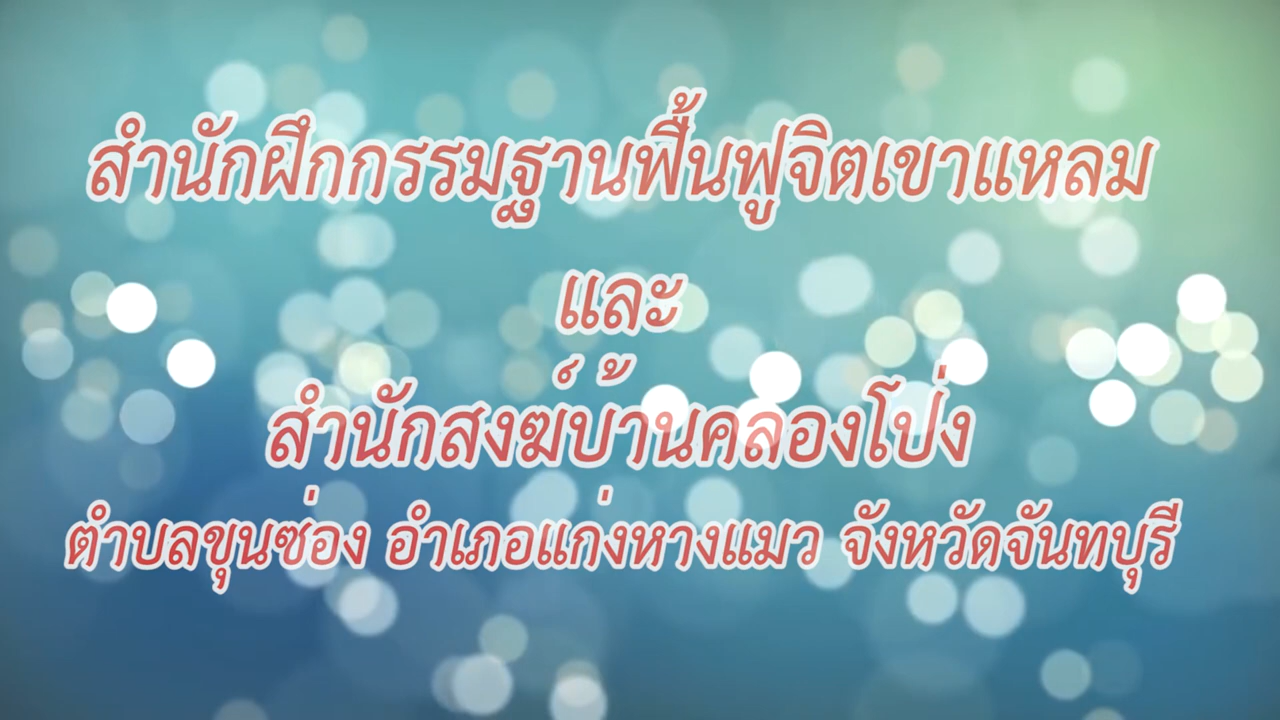 สำนักฝึกกรรมฐานฟื้นฟูจิตเขาแหลม
และ
สำนักสงฆ์บ้านคลองโป่ง
ตำบลขุนซ่อง อำเภอแก่งหางแมว จังหวัดจันทบุรี